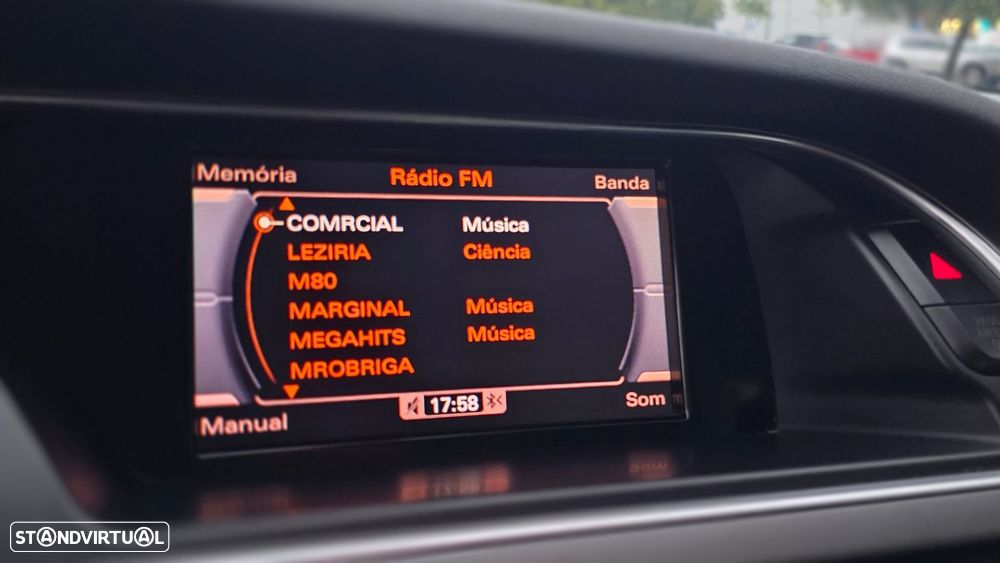 Memória Rádio FM Banda
COMRCIAL Música
LEZIRIA Ciência
M80
MARGINAL Música
MEGAHITS Música
MROBRIGA
17:58
Manual Som
STANDVIRTUAL